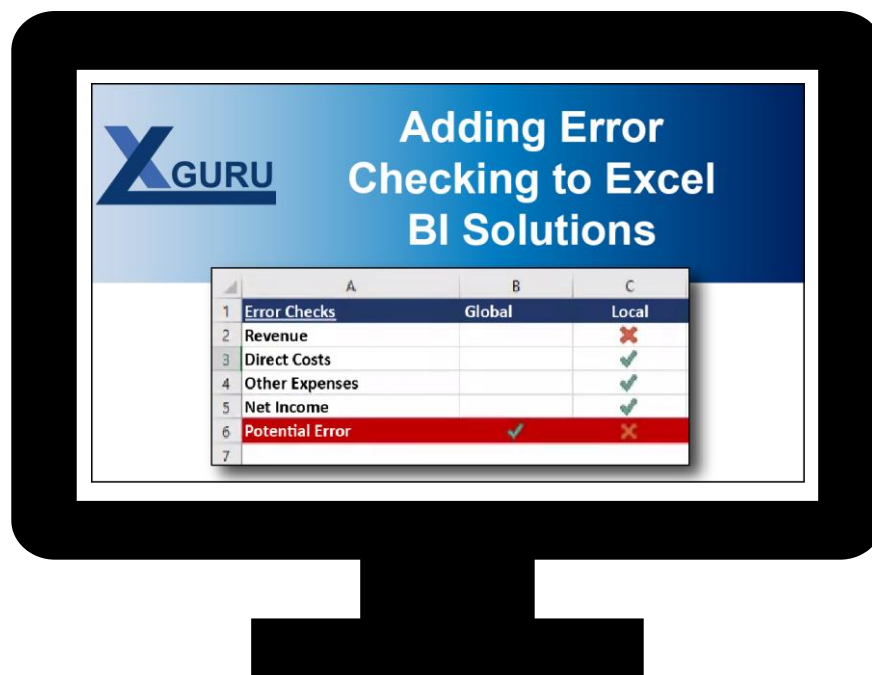 Adding Error
Checking to Excel
BI Solutions
XGURU
A B C
1 Error Checks Global Local
2 Revenue
3 Direct Costs
4 Other Expenses
5 Net Income
6 Potential Error
7